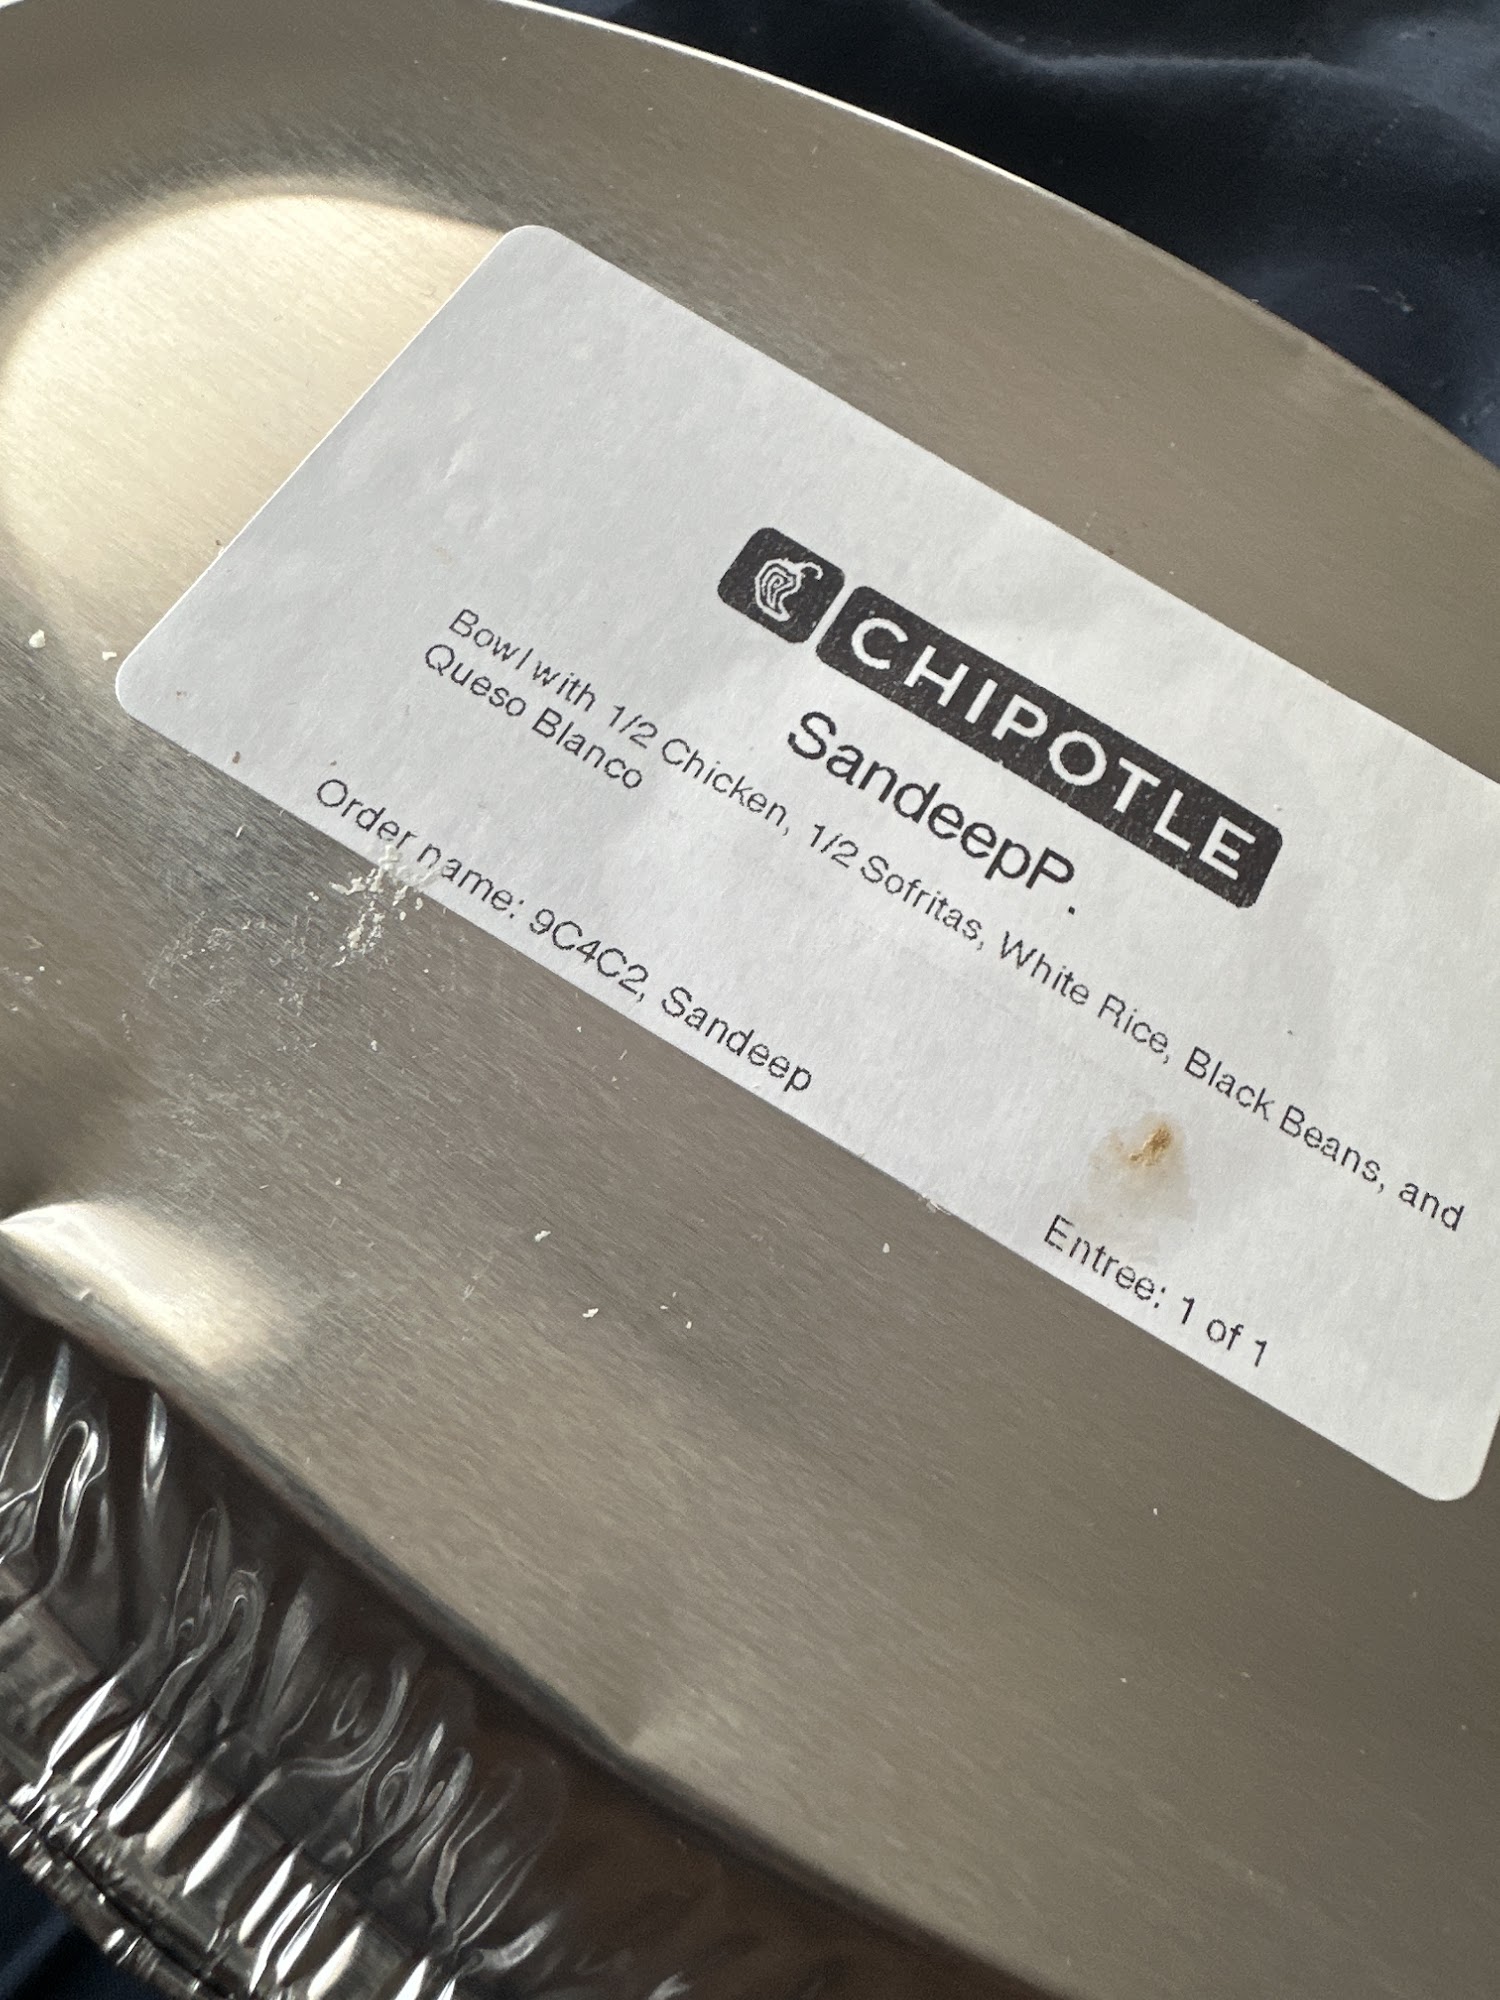 CHIPOTLE
SandeepP.
Bowl with 1/2 Chicken, 1/2 Sofritas, White Rice, Black Beans, and
Queso Blanco
Order name: 9C4C2, Sandeep
Entree: 1 of 1